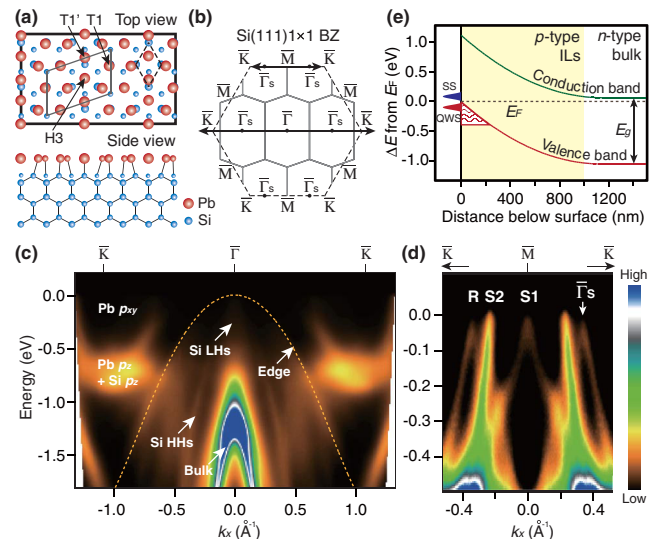 (a) T1' T1 Top view
H3
Side view
Pb
Si
(b) Si(111)1×1 BZ
M̅
K̅ K̅
Γ̅s Γ̅s
M̅ M̅
K̅ Γ̅s Γ̅ Γ̅s K̅
M̅ M̅
Γ̅s Γ̅s
K̅ M̅ K̅
(e)
1.0
0.5
0.0
-0.5
-1.0
ΔE from EF (eV)
p-type n-type
ILs bulk
Conduction band
SS
QWS
EF
Eg
Valence band
0 400 800 1200
Distance below surface (nm)
(c) K̅ Γ̅ K̅
0.0
-0.5
-1.0
-1.5
Energy (eV)
Pb pxy
Si LHs
Pb pz
+ Si pz
Edge
Si HHs
Bulk
-1.0 -0.5 0.0 0.5 1.0
kx (Å-1)
(d) K̅ M̅ K̅
0.0
-0.1
-0.2
-0.3
-0.4
R S2 S1 Γ̅s
-0.4 0.0 0.4
kx (Å-1)
High
Low